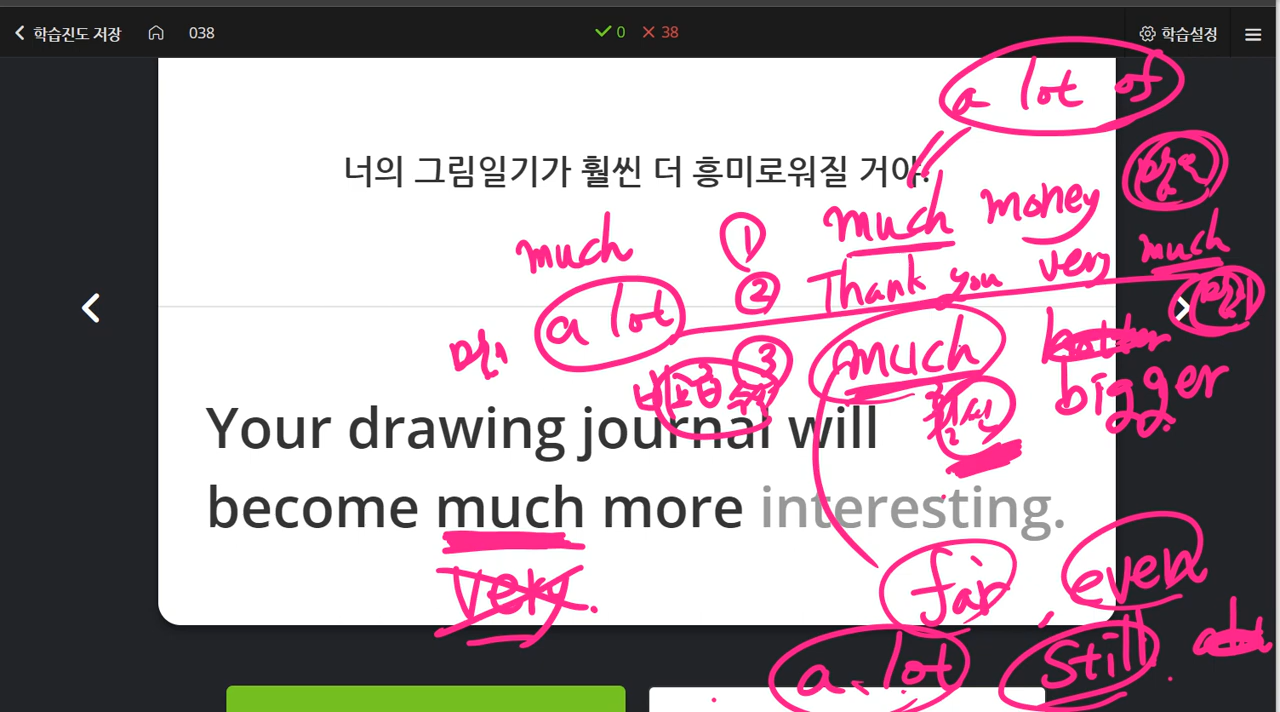 학습진도 저장 038 0 38 학습설정
a lot of
너의 그림일기가 훨씬 더 흥미로워질 거야.
많은
① much money
much
② Thank you very much
a lot
많이
③ much bigger
비교급 수식
훨씬
Your drawing journal will
become much more interesting.
very
far, even
a lot still